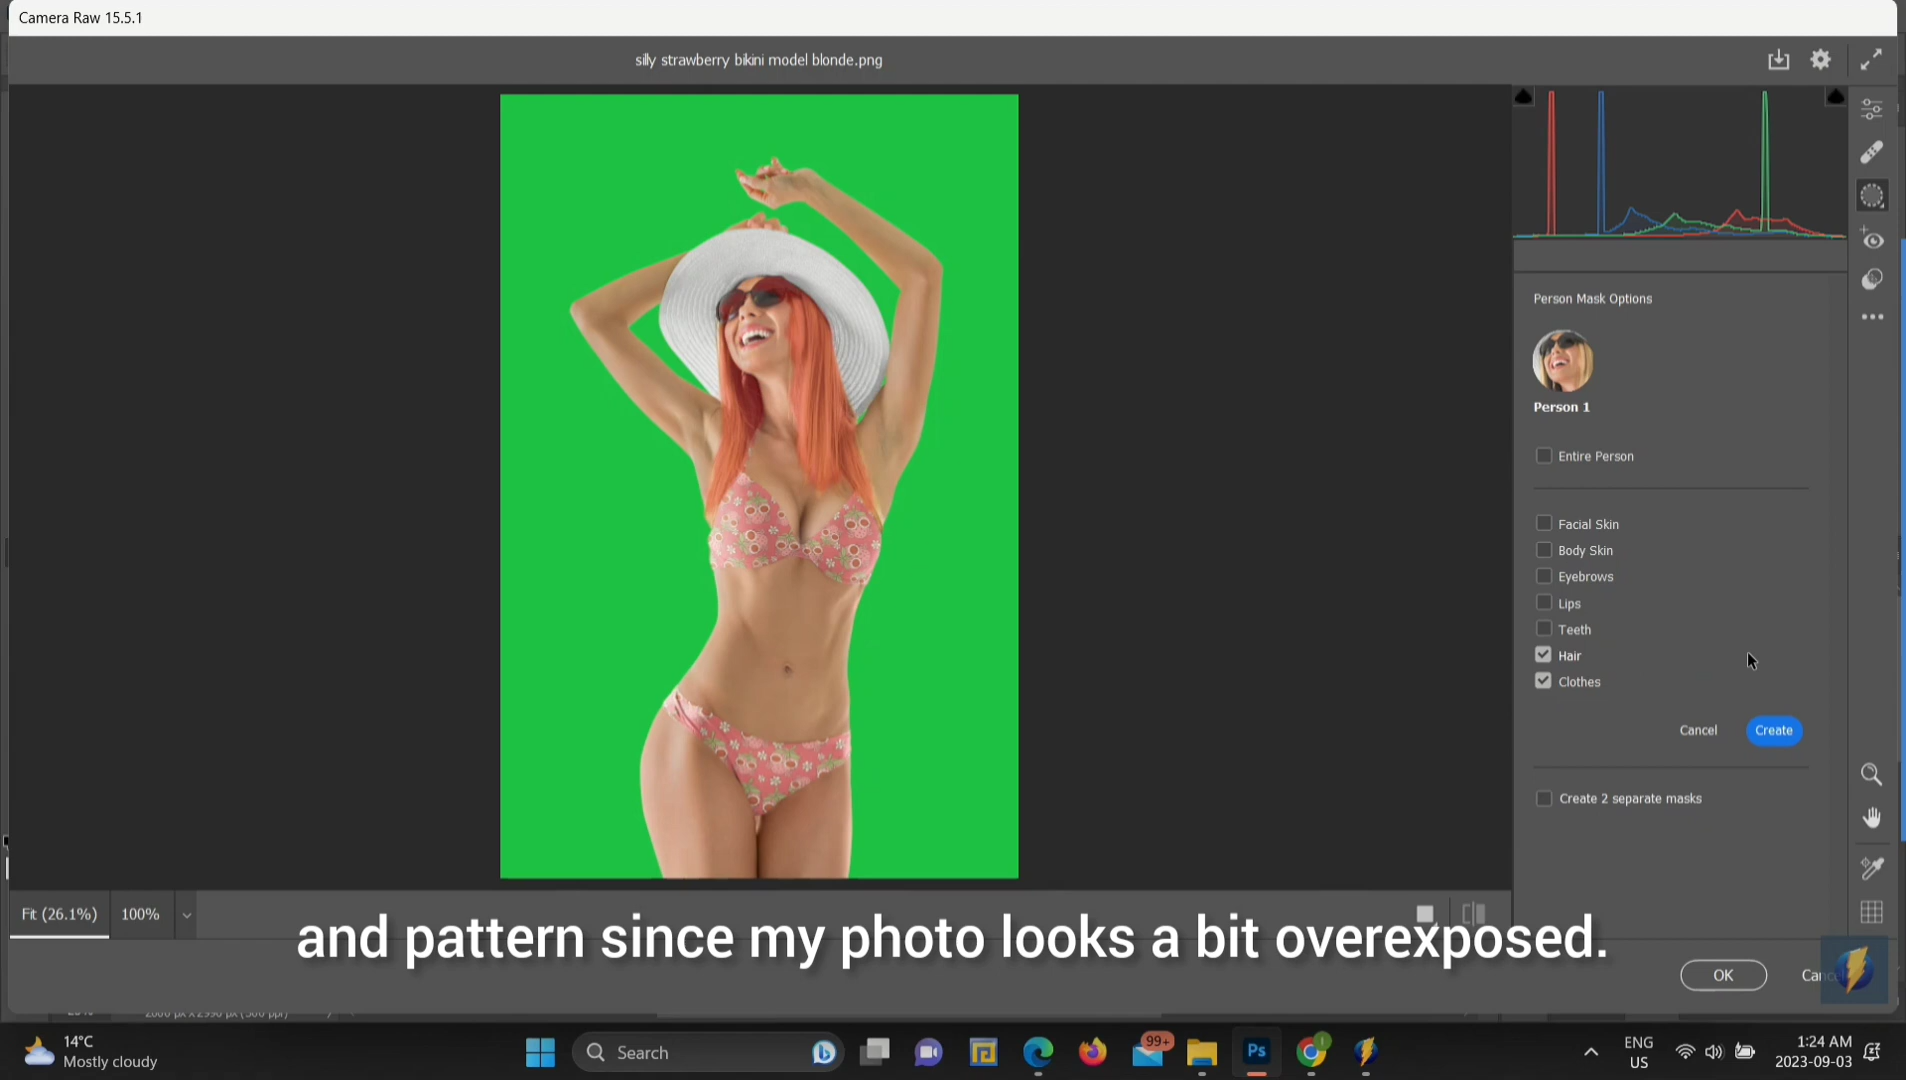 Camera Raw 15.5.1
silly strawberry bikini model blonde.png
Person Mask Options
Person 1
Entire Person
Facial Skin
Body Skin
Eyebrows
Lips
Teeth
Hair
Clothes
Cancel
Create
Create 2 separate masks
Fit (26.1%)
100%
and pattern since my photo looks a bit overexposed.
OK
14°C
Mostly cloudy
Search
99+
Ps
ENG
US
1:24 AM
2023-09-03